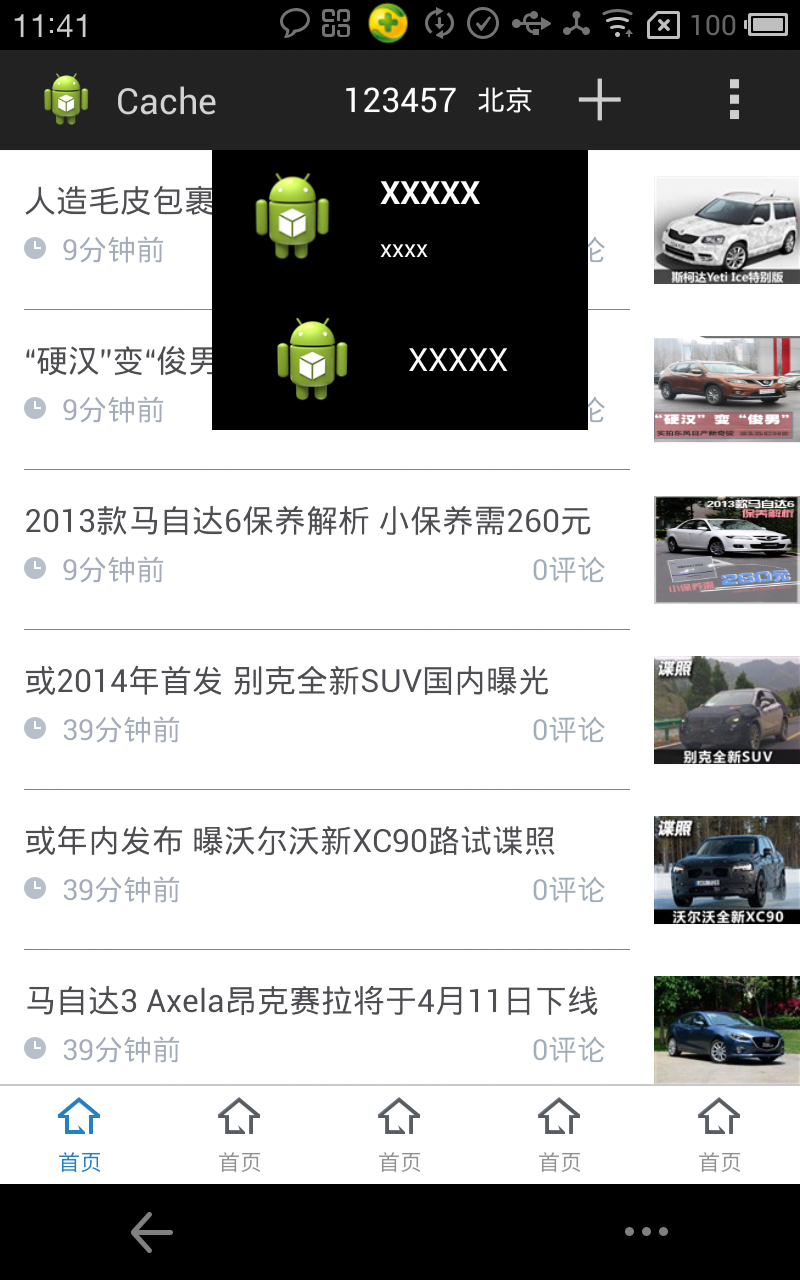 11:41
100
Cache 123457 北京
XXXXX
xxxx
XXXXX
人造毛皮包裹
9分钟前 论
斯柯达Yeti Ice特别版
“硬汉”变“俊男
9分钟前 论
“硬汉” 变 “俊男”
2013款马自达6保养解析 小保养需260元
9分钟前 0评论
2013款马自达6
保养解析
小保养需 260元
或2014年首发 别克全新SUV国内曝光
39分钟前 0评论
谍照
别克全新SUV
或年内发布 曝沃尔沃新XC90路试谍照
39分钟前 0评论
谍照
沃尔沃全新XC90
马自达3 Axela昂克赛拉将于4月11日下线
39分钟前 0评论
首页 首页 首页 首页 首页